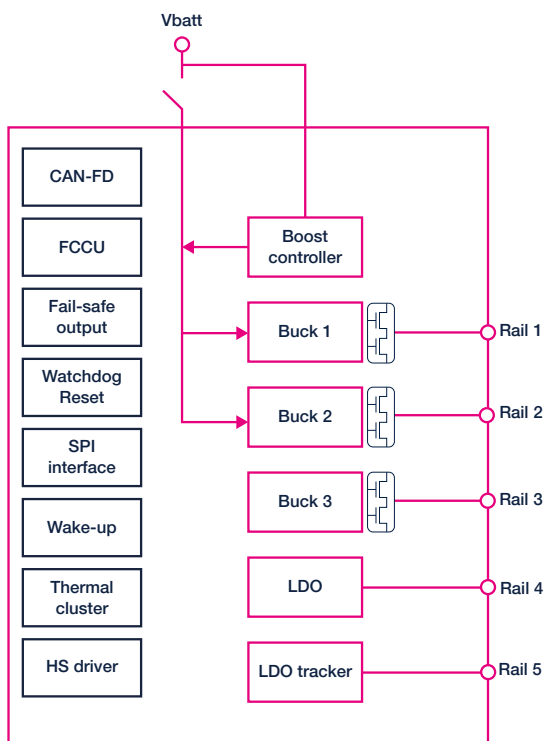 Vbatt
CAN-FD
FCCU
Fail-safe
output
Watchdog
Reset
SPI
interface
Wake-up
Thermal
cluster
HS driver
Boost
controller
Buck 1
Rail 1
Buck 2
Rail 2
Buck 3
Rail 3
LDO
Rail 4
LDO tracker
Rail 5